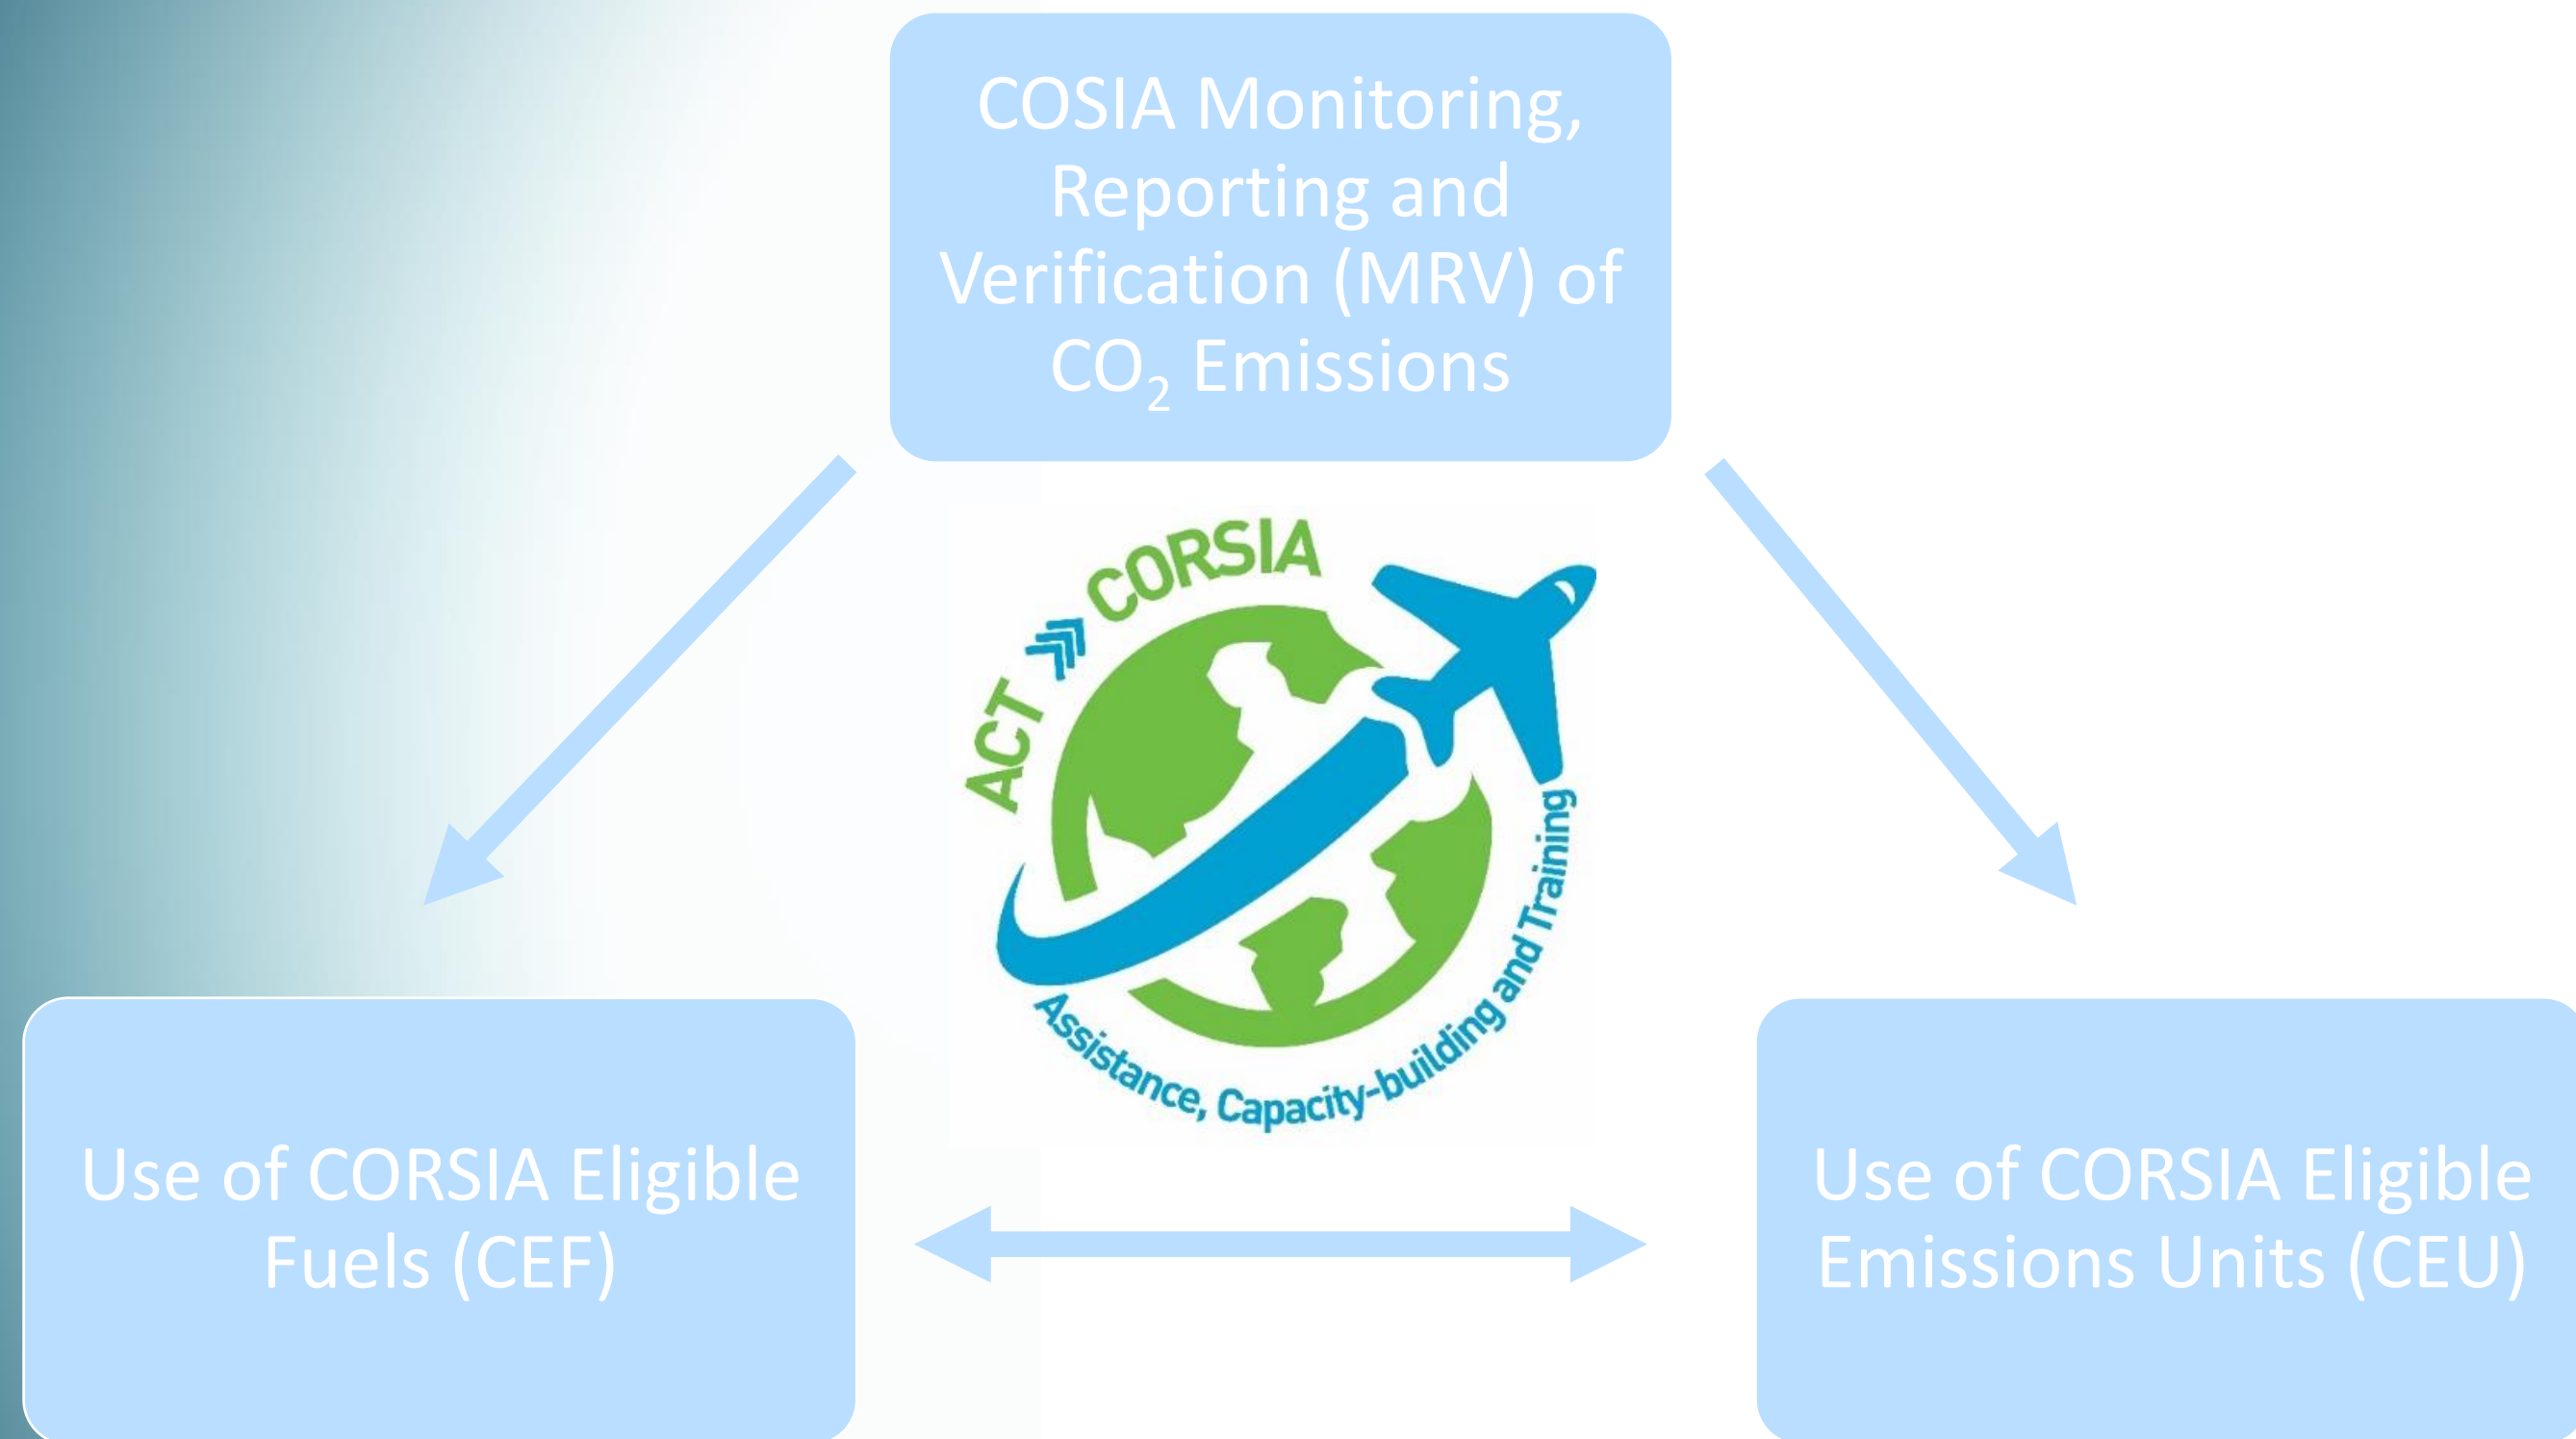 COSIA Monitoring,
Reporting and
Verification (MRV) of
CO₂ Emissions
ACT CORSIA
Assistance, Capacity-building and Training
Use of CORSIA Eligible
Fuels (CEF)
Use of CORSIA Eligible
Emissions Units (CEU)